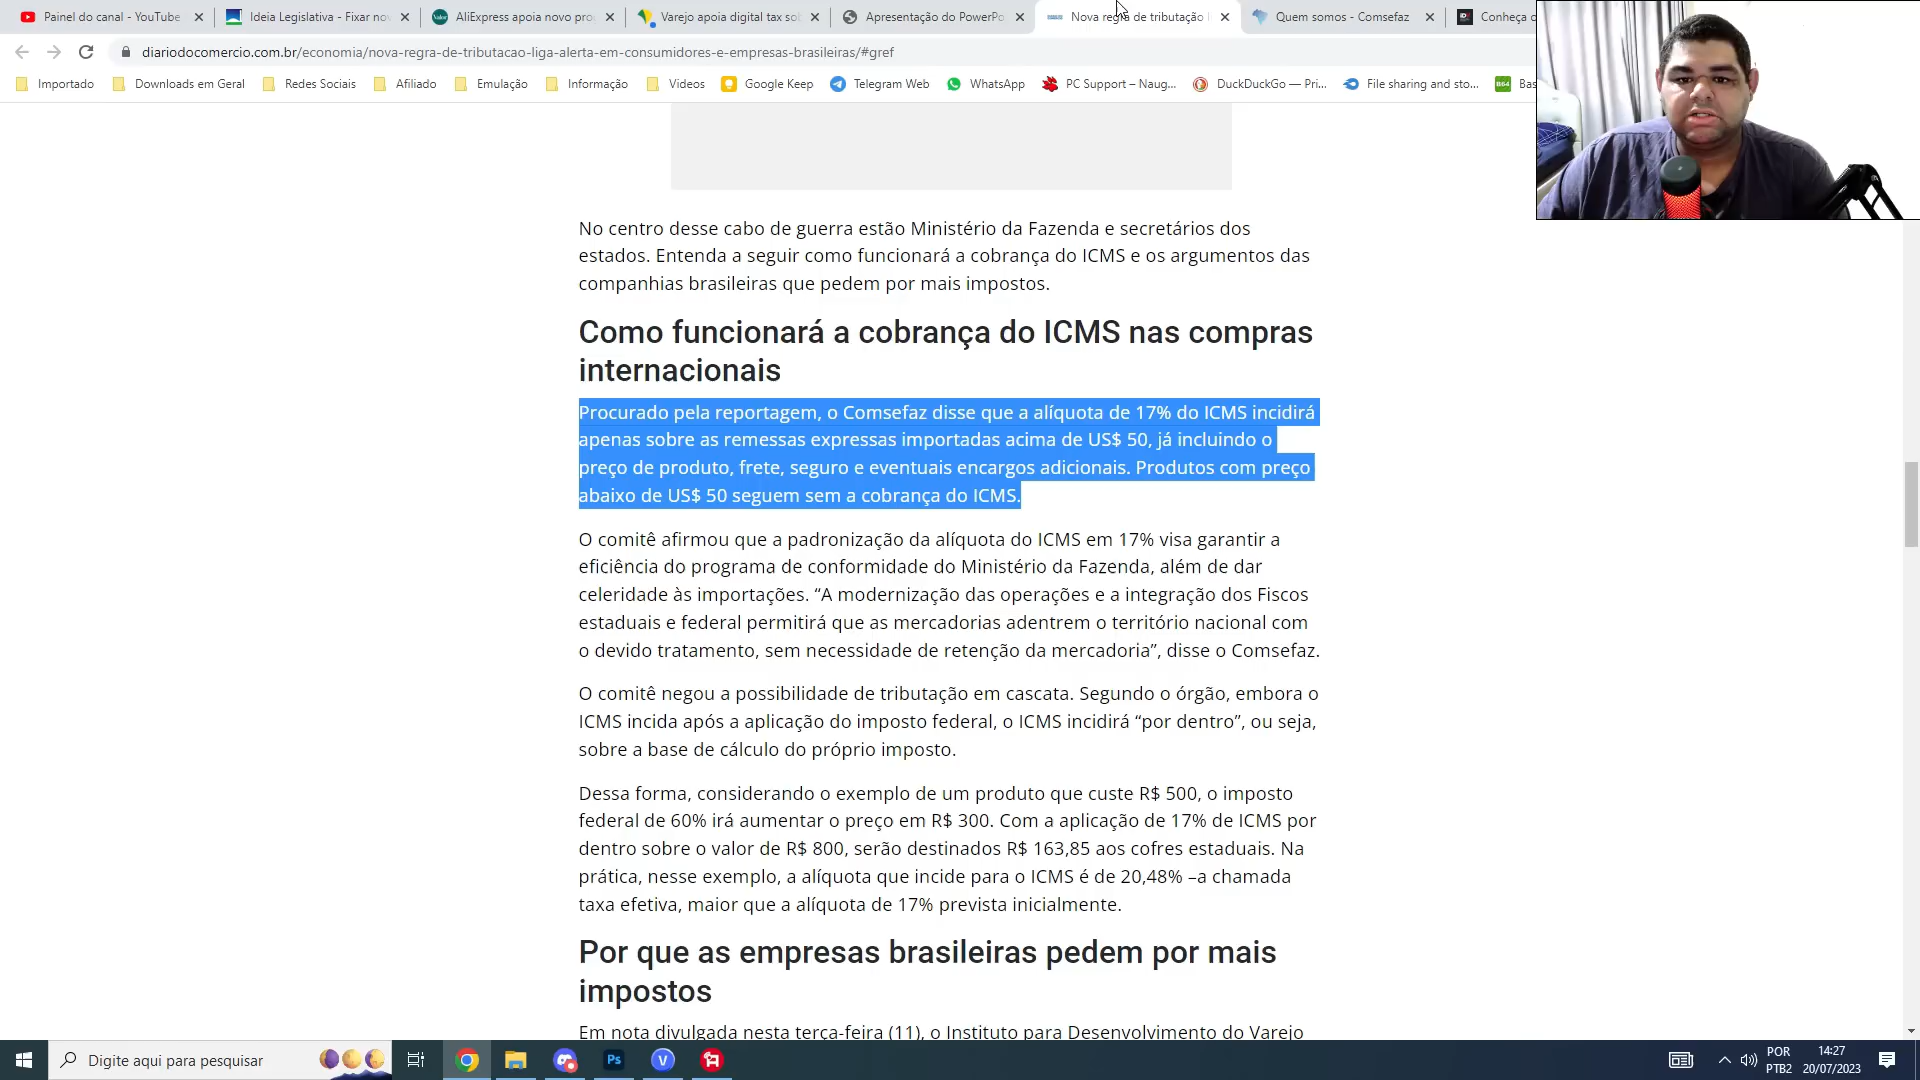 Painel do canal - YouTube
Ideia Legislativa - Fixar no
AliExpress apoia novo pro
Varejo apoia digital tax so
Apresentação do PowerPo
Nova regra de tributação
Quem somos - Comsefaz
Conheça o
diariodocomercio.com.br/economia/nova-regra-de-tributacao-liga-alerta-em-consumidores-e-empresas-brasileiras/#gref
Importado
Downloads em Geral
Redes Sociais
Afiliado
Emulação
Informação
Videos
Google Keep
Telegram Web
WhatsApp
PC Support – Naug...
DuckDuckGo — Pri...
File sharing and sto...
B64
Bas
No centro desse cabo de guerra estão Ministério da Fazenda e secretários dos
estados. Entenda a seguir como funcionará a cobrança do ICMS e os argumentos das
companhias brasileiras que pedem por mais impostos.
Como funcionará a cobrança do ICMS nas compras
internacionais
Procurado pela reportagem, o Comsefaz disse que a alíquota de 17% do ICMS incidirá
apenas sobre as remessas expressas importadas acima de US$ 50, já incluindo o
preço de produto, frete, seguro e eventuais encargos adicionais. Produtos com preço
abaixo de US$ 50 seguem sem a cobrança do ICMS.
O comitê afirmou que a padronização da alíquota do ICMS em 17% visa garantir a
eficiência do programa de conformidade do Ministério da Fazenda, além de dar
celeridade às importações. “A modernização das operações e a integração dos Fiscos
estaduais e federal permitirá que as mercadorias adentrem o território nacional com
o devido tratamento, sem necessidade de retenção da mercadoria”, disse o Comsefaz.
O comitê negou a possibilidade de tributação em cascata. Segundo o órgão, embora o
ICMS incida após a aplicação do imposto federal, o ICMS incidirá “por dentro”, ou seja,
sobre a base de cálculo do próprio imposto.
Dessa forma, considerando o exemplo de um produto que custe R$ 500, o imposto
federal de 60% irá aumentar o preço em R$ 300. Com a aplicação de 17% de ICMS por
dentro sobre o valor de R$ 800, serão destinados R$ 163,85 aos cofres estaduais. Na
prática, nesse exemplo, a alíquota que incide para o ICMS é de 20,48% –a chamada
taxa efetiva, maior que a alíquota de 17% prevista inicialmente.
Por que as empresas brasileiras pedem por mais
impostos
Em nota divulgada nesta terça-feira (11), o Instituto para Desenvolvimento do Varejo
Digite aqui para pesquisar
Ps
V
POR
PTB2
14:27
20/07/2023